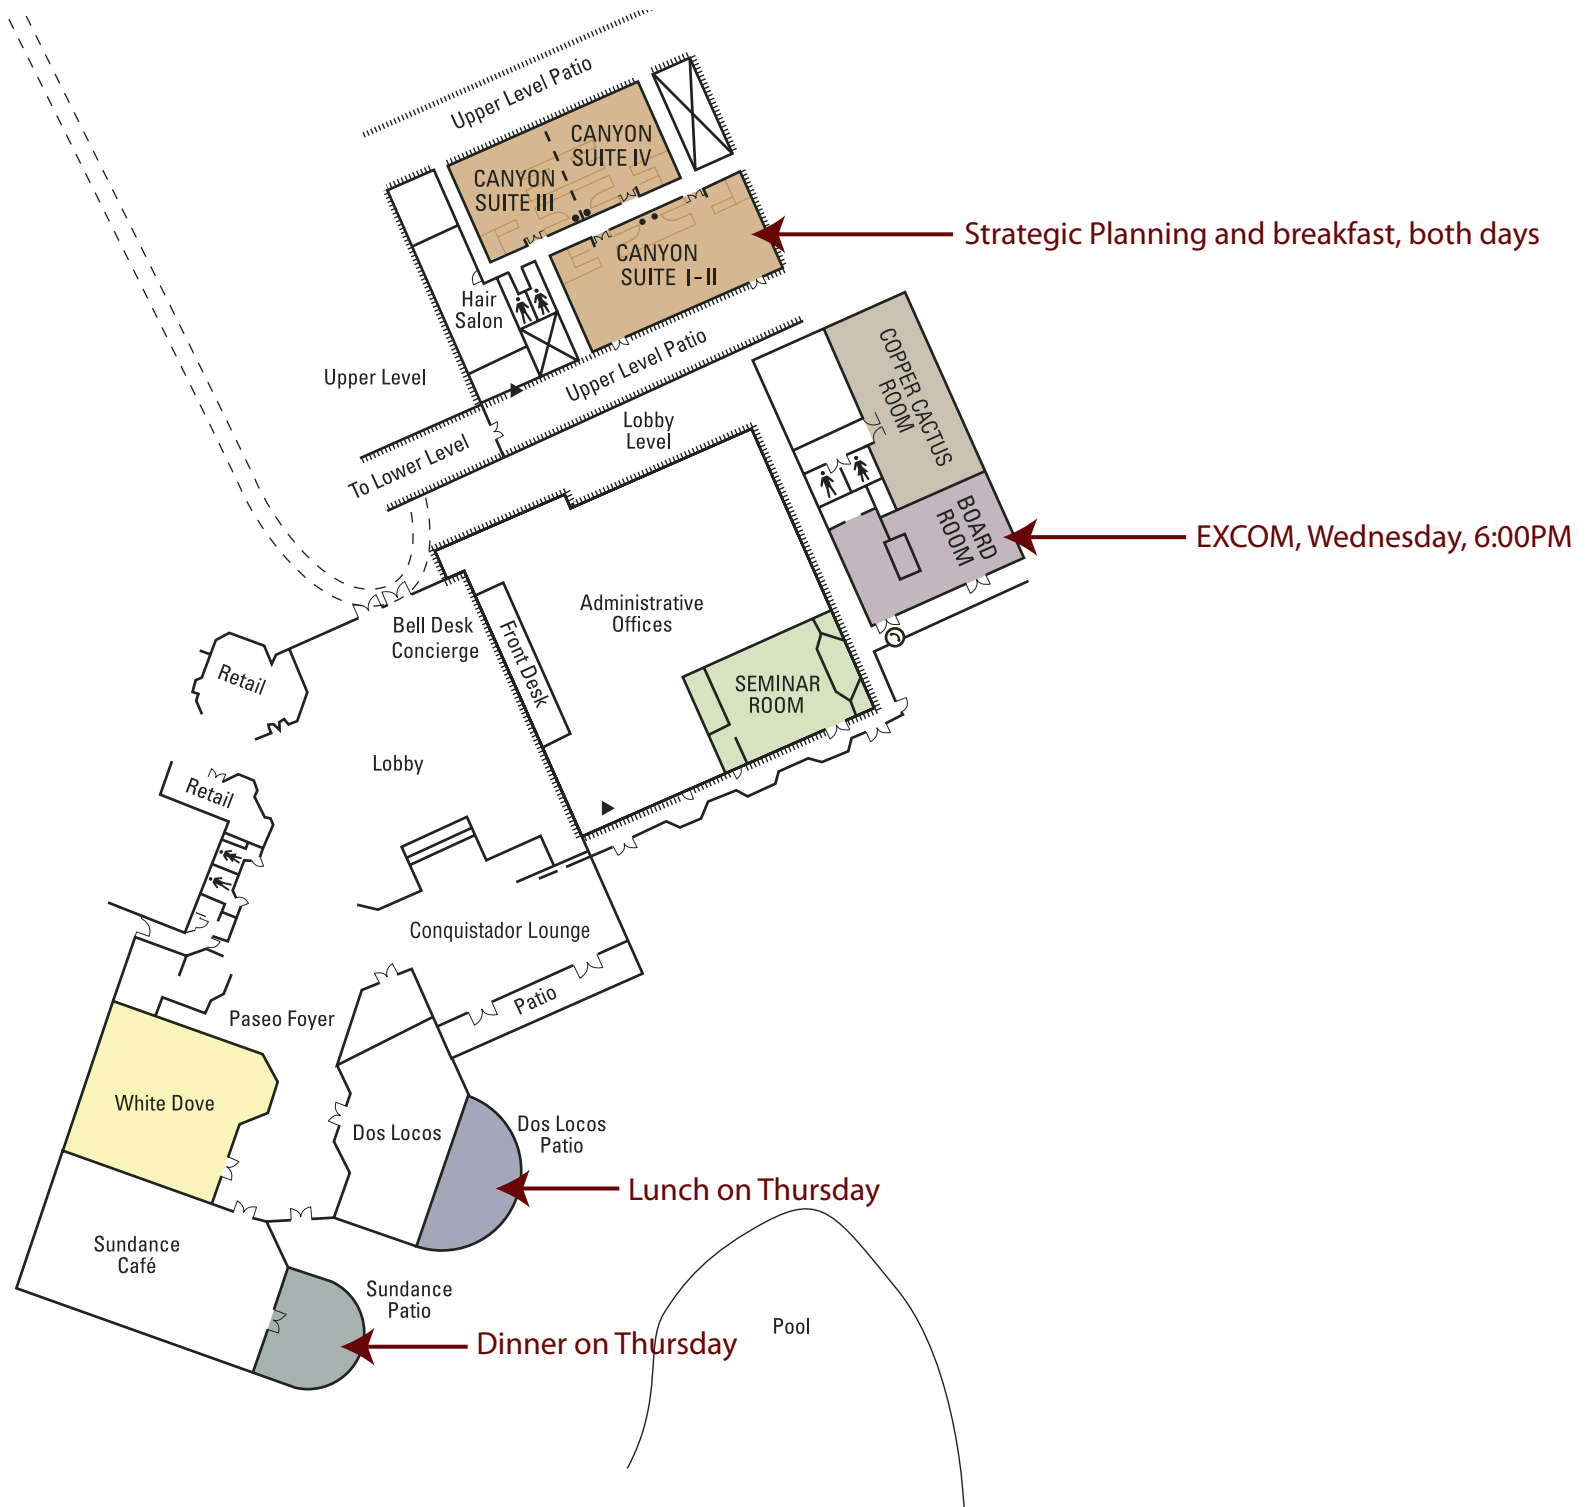 Upper Level Patio
CANYON
SUITE IV
CANYON
SUITE III
Strategic Planning and breakfast, both days
CANYON
SUITE I-II
Hair
Salon
Upper Level Patio
Upper Level
COPPER CACTUS
ROOM
Lobby
Level
To Lower Level
BOARD
ROOM
EXCOM, Wednesday, 6:00PM
Administrative
Offices
Bell Desk
Concierge
Front Desk
Retail
SEMINAR
ROOM
Lobby
Retail
Conquistador Lounge
Patio
Paseo Foyer
White Dove
Dos Locos
Dos Locos
Patio
Lunch on Thursday
Sundance
Café
Sundance
Patio
Pool
Dinner on Thursday